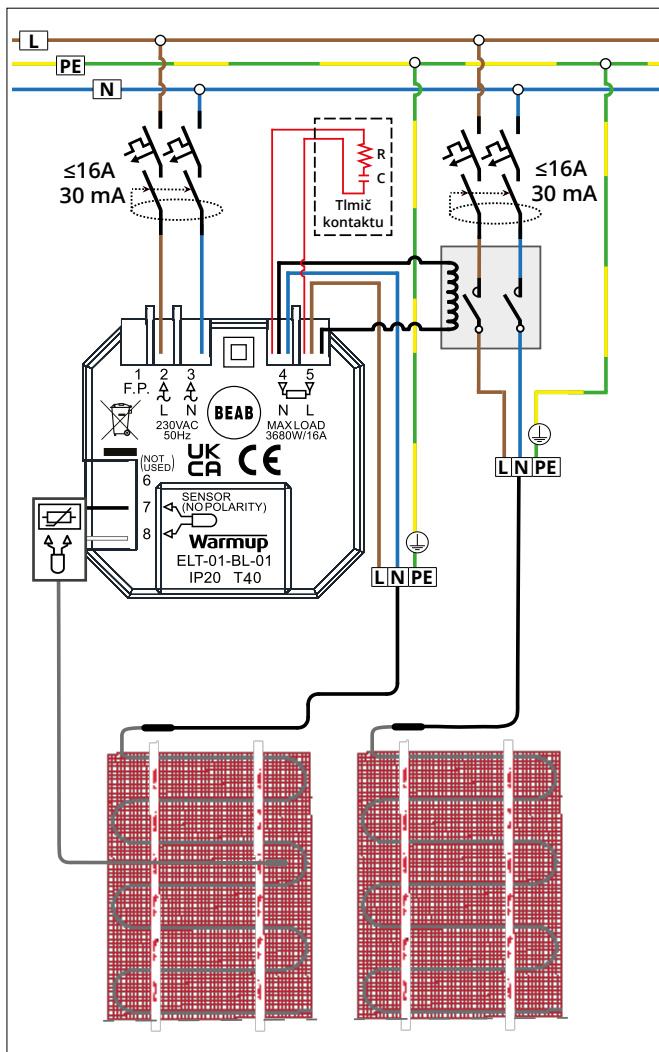 L
PE
N
≤16A
30 mA
R
C
Tlmič
kontaktu
≤16A
30 mA
1 2 3 4 5
F.P.
L N N L
230VAC
50Hz
BEAB
MAX LOAD
3680W/16A
UK
CA CE
(NOT
USED)
6
7
8
SENSOR
(NO POLARITY)
Warmup
ELT-01-BL-01
IP20 T40
L N PE
L N PE